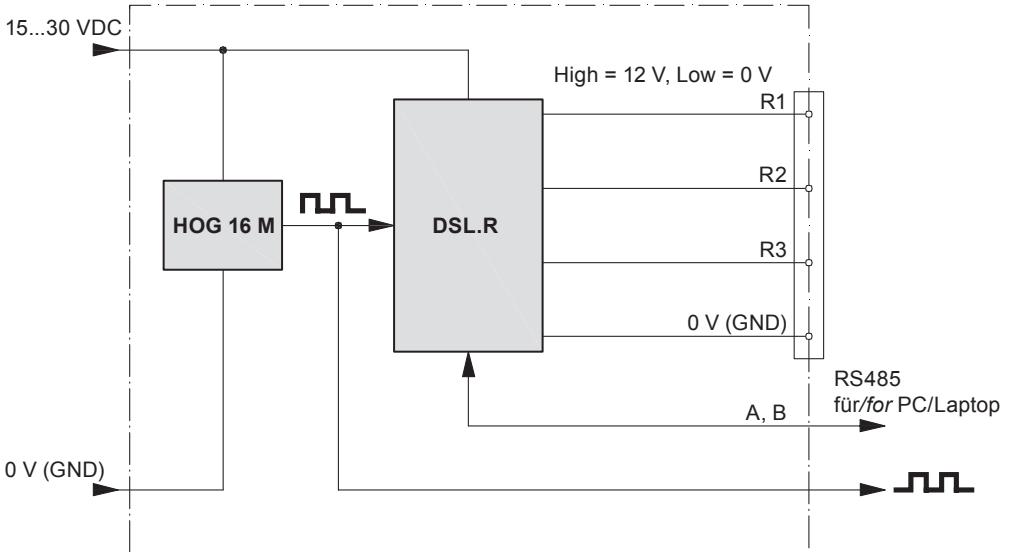 15...30 VDC
High = 12 V, Low = 0 V
R1
R2
HOG 16 M
DSL.R
R3
0 V (GND)
RS485
für/for PC/Laptop
A, B
0 V (GND)